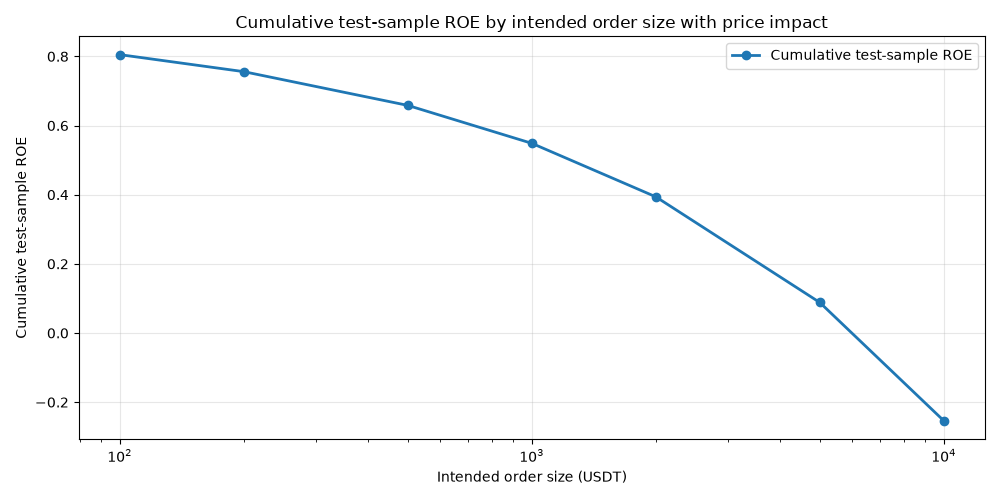 Cumulative test-sample ROE by intended order size with price impact
Cumulative test-sample ROE
Cumulative test-sample ROE
0.8
0.6
0.4
0.2
0.0
−0.2
10²
10³
10⁴
Intended order size (USDT)